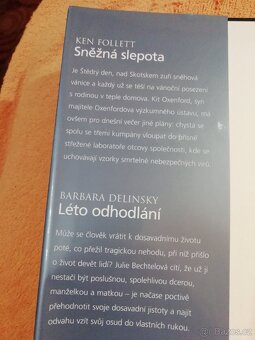 KEN FOLLETT
Sněžná slepota
Je Štědrý den, nad Skotskem zuří sněhová
vánice a každý už se těší na vánoční posezení
s rodinou v teple domova. Kit Oxenford, syn
majitele Oxenfordova výzkumného ústavu, má
ovšem pro dnešní večer jiné plány: chystá se
spolu se třemi kumpány vloupat do přísně
střežené laboratoře otcovy společnosti, kde se
uchovávají vzorky smrtelně nebezpečných virů.
BARBARA DELINSKY
Léto odhodlání
Může se člověk vrátit k dosavadnímu životu
poté, co přežil tragickou nehodu, při níž přišlo
o život devět lidí? Julie Bechtelová cítí, že už jí
nestačí být poslušnou, spolehlivou dcerou,
manželkou a matkou – je načase poctivě
přehodnotit svoje dosavadní jistoty a najít
odvahu vzít svůj osud do vlastních rukou.